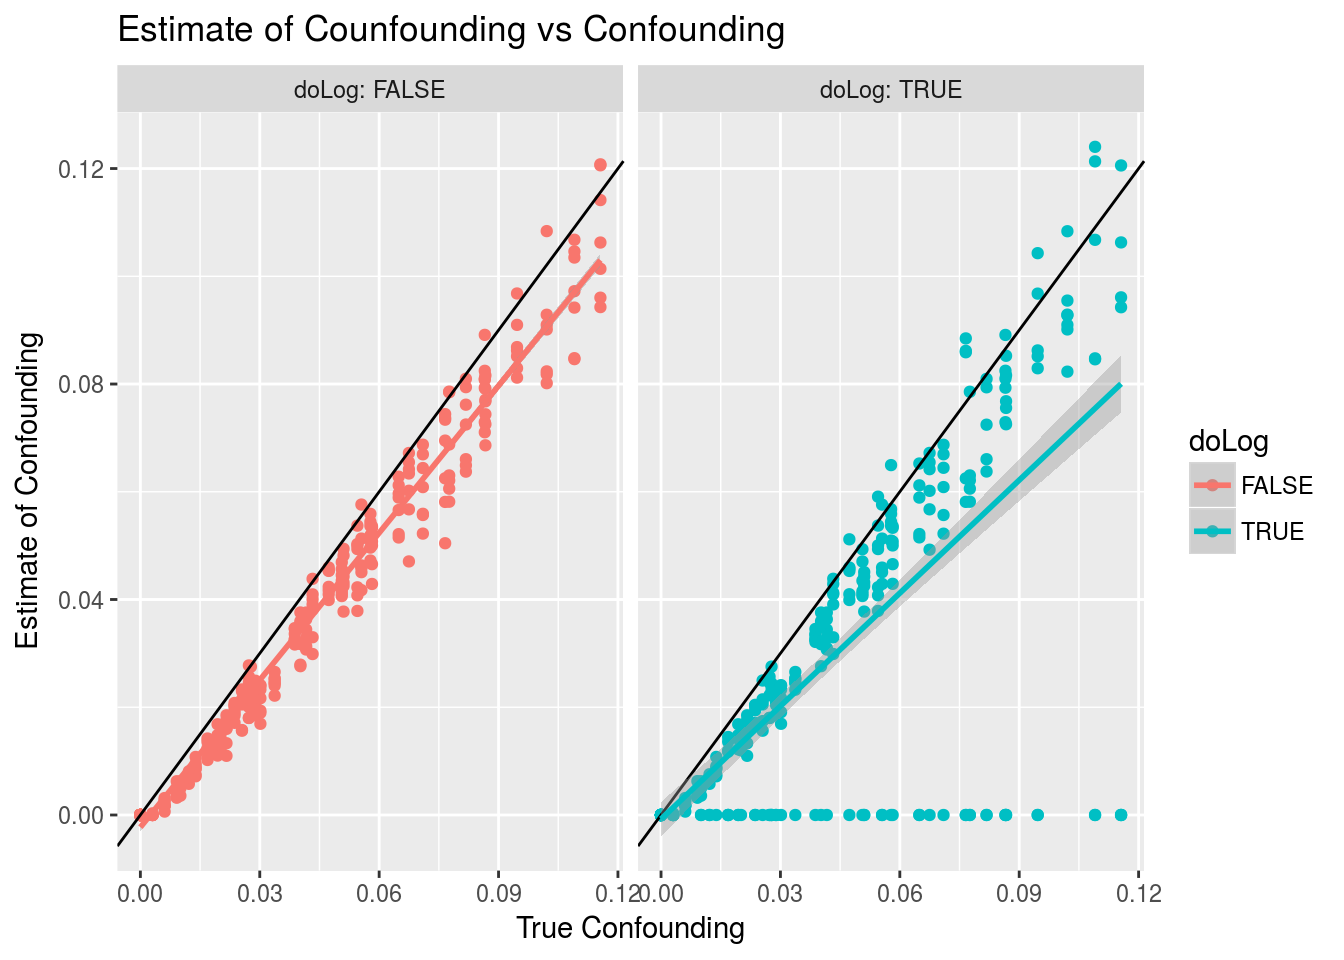 Estimate of Counfounding vs Confounding
doLog: FALSE
doLog: TRUE
Estimate of Confounding
0.12
0.08
0.04
0.00
0.00 0.03 0.06 0.09 0.12
0.00 0.03 0.06 0.09 0.12
True Confounding
doLog
FALSE
TRUE